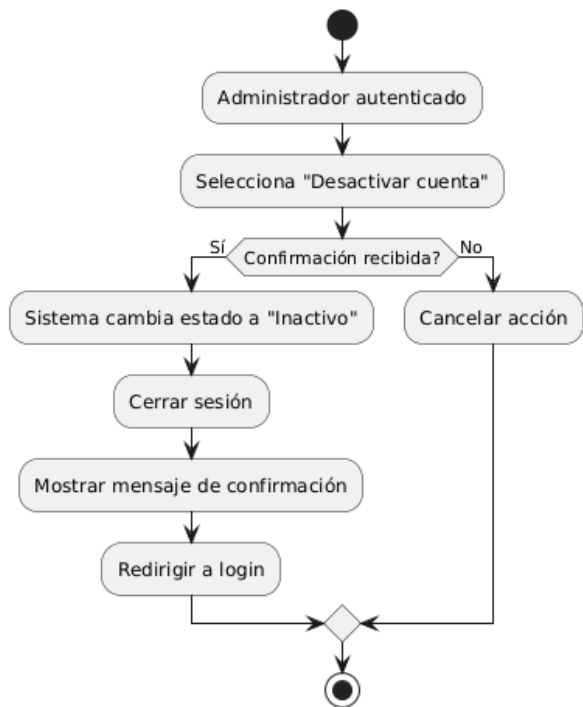 Administrador autenticado
Selecciona "Desactivar cuenta"
Sí
Confirmación recibida?
No
Sistema cambia estado a "Inactivo"
Cancelar acción
Cerrar sesión
Mostrar mensaje de confirmación
Redirigir a login